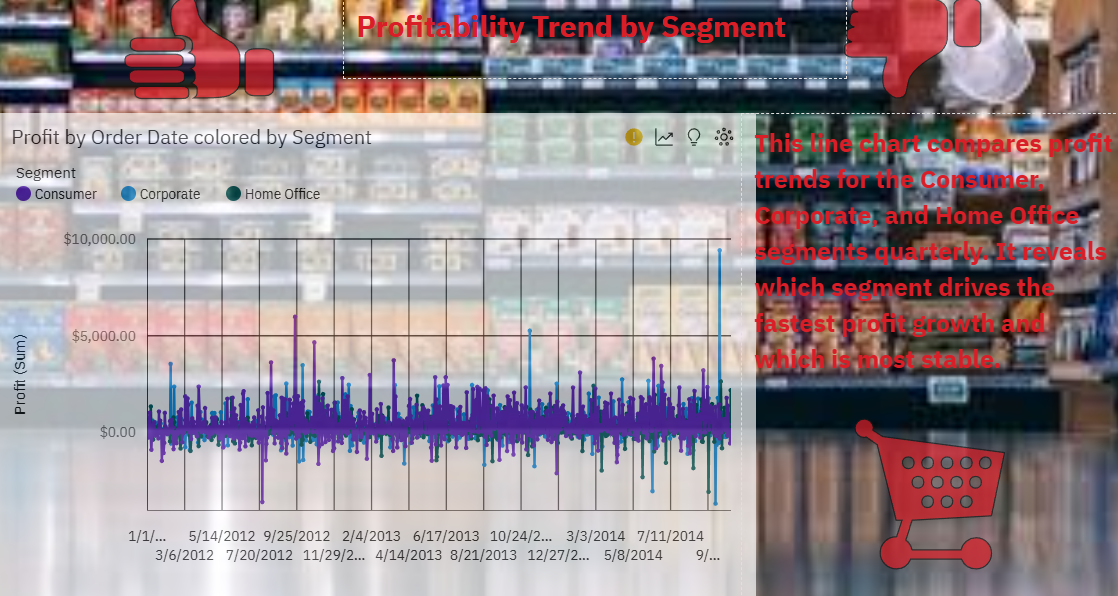 Profitability Trend by Segment
Profit by Order Date colored by Segment
Segment
Consumer Corporate Home Office
This line chart compares profit
trends for the Consumer,
Corporate, and Home Office
segments quarterly. It reveals
which segment drives the
fastest profit growth and
which is most stable.
$10,000.00
$5,000.00
$0.00
Profit (Sum)
1/1/... 5/14/2012 9/25/2012 2/4/2013 6/17/2013 10/24/2... 3/3/2014 7/11/2014
3/6/2012 7/20/2012 11/29/2... 4/14/2013 8/21/2013 12/27/2... 5/8/2014 9/...